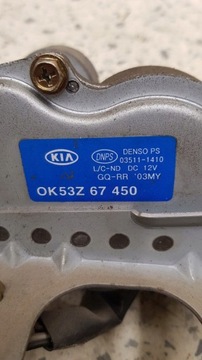 KIA DNPS DENSO PS
03511-1410
L/C-ND DC 12V
GQ-RR '03MY
OK53Z 67 450